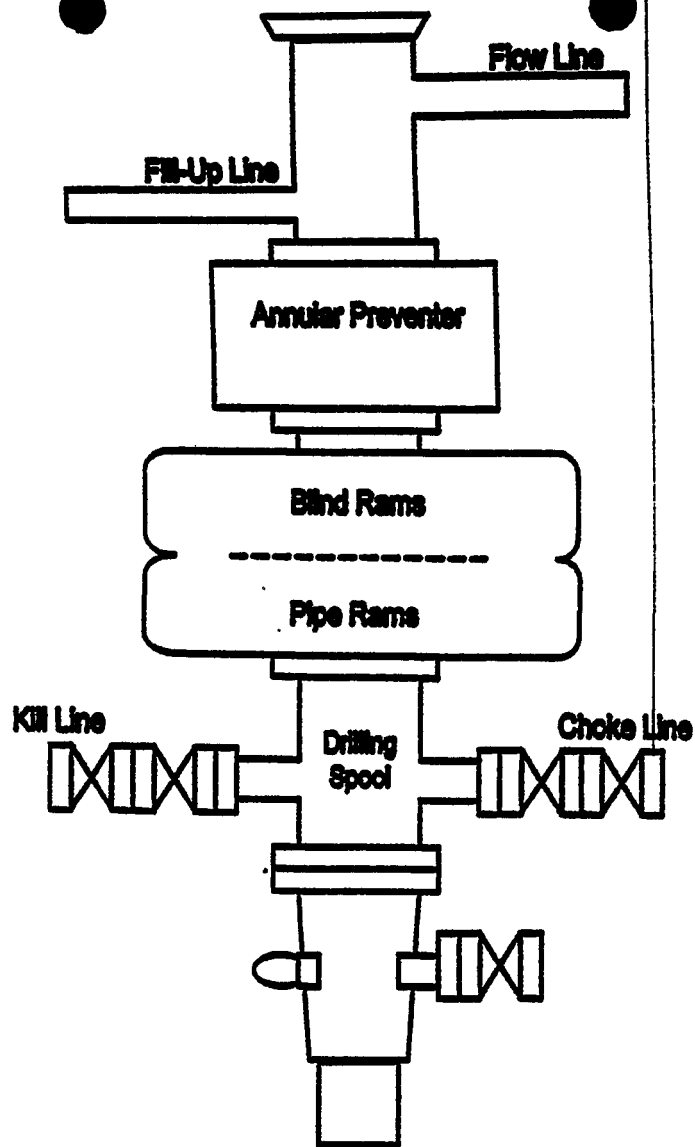 Flow Line
Fill-Up Line
Annular Preventer
Blind Rams
Pipe Rams
Kill Line
Choke Line
Drilling
Spool